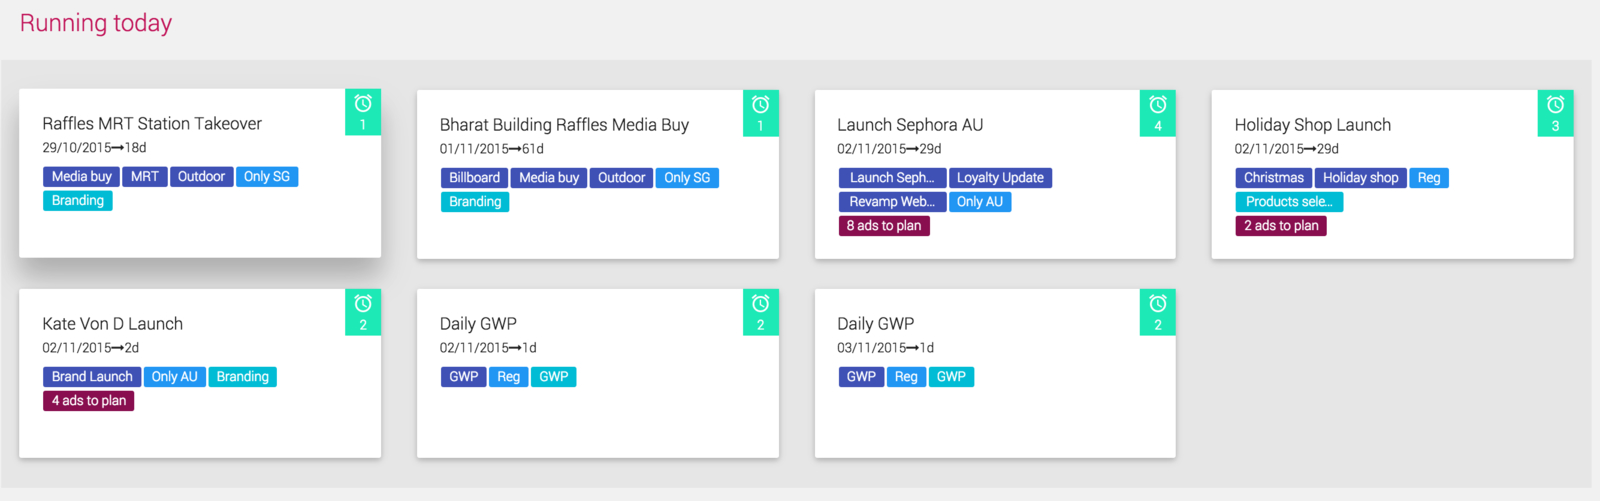 Running today
1
Raffles MRT Station Takeover
29/10/2015→18d
Media buy MRT Outdoor Only SG
Branding
1
Bharat Building Raffles Media Buy
01/11/2015→61d
Billboard Media buy Outdoor Only SG
Branding
4
Launch Sephora AU
02/11/2015→29d
Launch Seph... Loyalty Update
Revamp Web... Only AU
8 ads to plan
3
Holiday Shop Launch
02/11/2015→29d
Christmas Holiday shop Reg
Products sele...
2 ads to plan
2
Kate Von D Launch
02/11/2015→2d
Brand Launch Only AU Branding
4 ads to plan
2
Daily GWP
02/11/2015→1d
GWP Reg GWP
2
Daily GWP
03/11/2015→1d
GWP Reg GWP